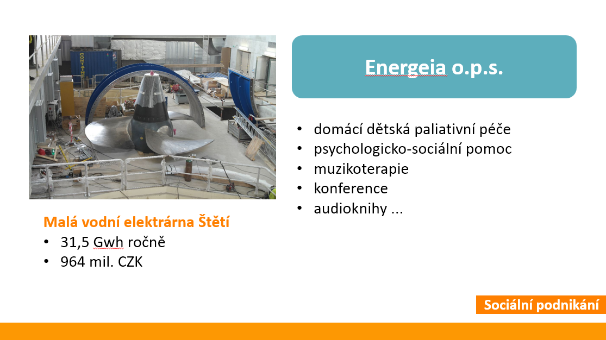 Energeia o.p.s.
• domácí dětská paliativní péče
• psychologicko-sociální pomoc
• muzikoterapie
• konference
• audioknihy ...
Malá vodní elektrárna Štětí
• 31,5 Gwh ročně
• 964 mil. CZK
Sociální podnikání